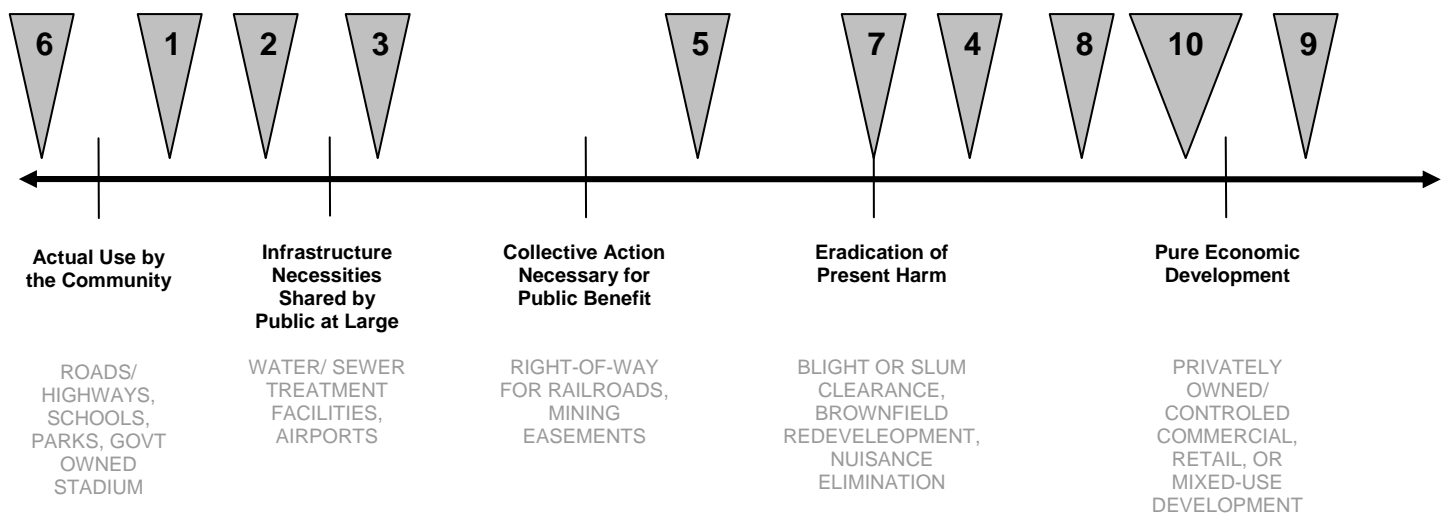 6 1 2 3 5 7 4 8 10 9
Actual Use by
the Community
Infrastructure
Necessities
Shared by
Public at Large
Collective Action
Necessary for
Public Benefit
Eradication of
Present Harm
Pure Economic
Development
ROADS/
HIGHWAYS,
SCHOOLS,
PARKS, GOVT
OWNED
STADIUM
WATER/ SEWER
TREATMENT
FACILITIES,
AIRPORTS
RIGHT-OF-WAY
FOR RAILROADS,
MINING
EASEMENTS
BLIGHT OR SLUM
CLEARANCE,
BROWNFIELD
REDEVELEOPMENT,
NUISANCE
ELIMINATION
PRIVATELY
OWNED/
CONTROLED
COMMERCIAL,
RETAIL, OR
MIXED-USE
DEVELOPMENT